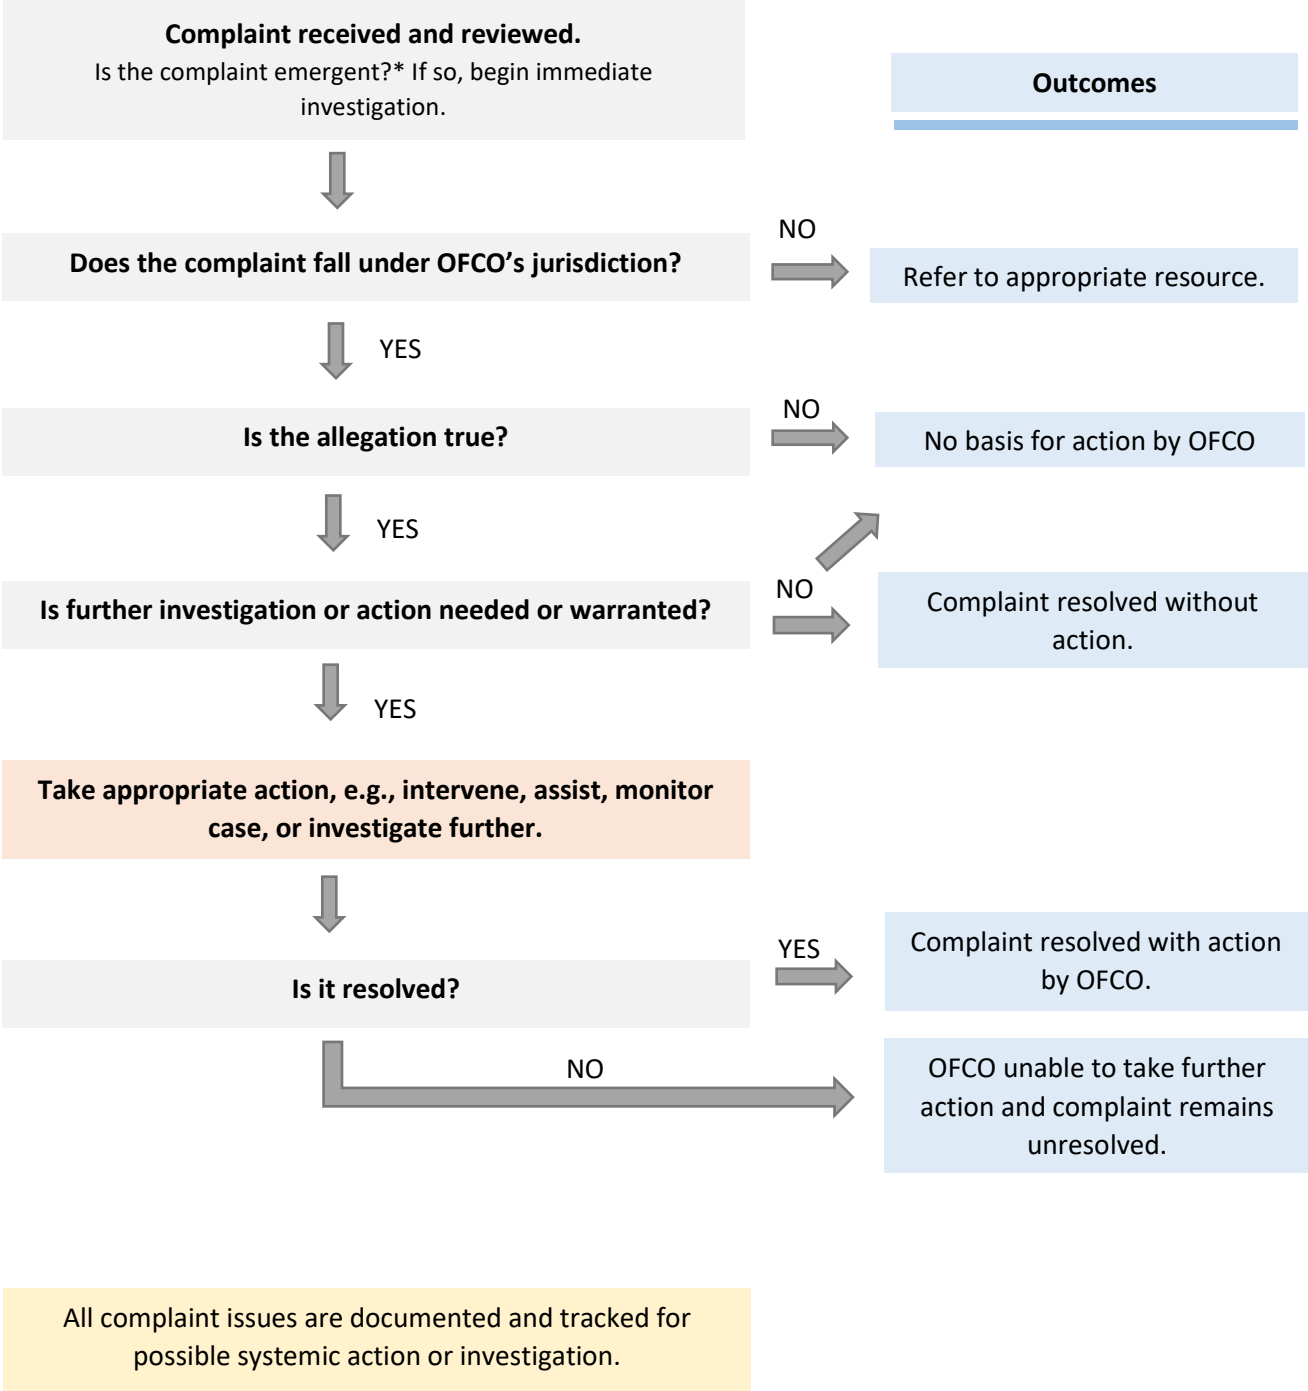 Complaint received and reviewed.
Is the complaint emergent?* If so, begin immediate
investigation.
Outcomes
Does the complaint fall under OFCO’s jurisdiction?
NO
Refer to appropriate resource.
YES
Is the allegation true?
NO
No basis for action by OFCO
YES
Is further investigation or action needed or warranted?
NO
Complaint resolved without
action.
YES
Take appropriate action, e.g., intervene, assist, monitor
case, or investigate further.
Is it resolved?
YES
Complaint resolved with action
by OFCO.
NO
OFCO unable to take further
action and complaint remains
unresolved.
All complaint issues are documented and tracked for
possible systemic action or investigation.